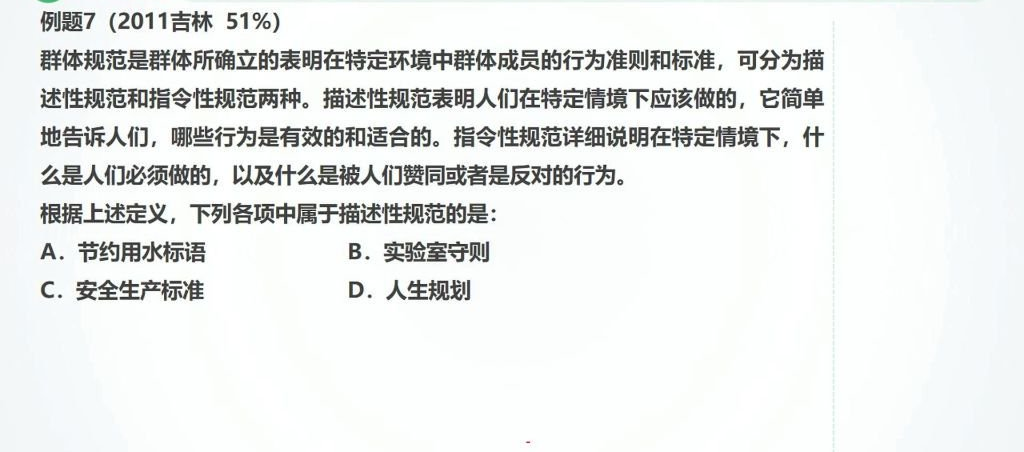 例题7（2011吉林 51%）
群体规范是群体所确立的表明在特定环境中群体成员的行为准则和标准，可分为描
述性规范和指令性规范两种。描述性规范表明人们在特定情境下应该做的，它简单
地告诉人们，哪些行为是有效的和适合的。指令性规范详细说明在特定情境下，什
么是人们必须做的，以及什么是被人们赞同或者是反对的行为。
根据上述定义，下列各项中属于描述性规范的是：
A．节约用水标语 B．实验室守则
C．安全生产标准 D．人生规划